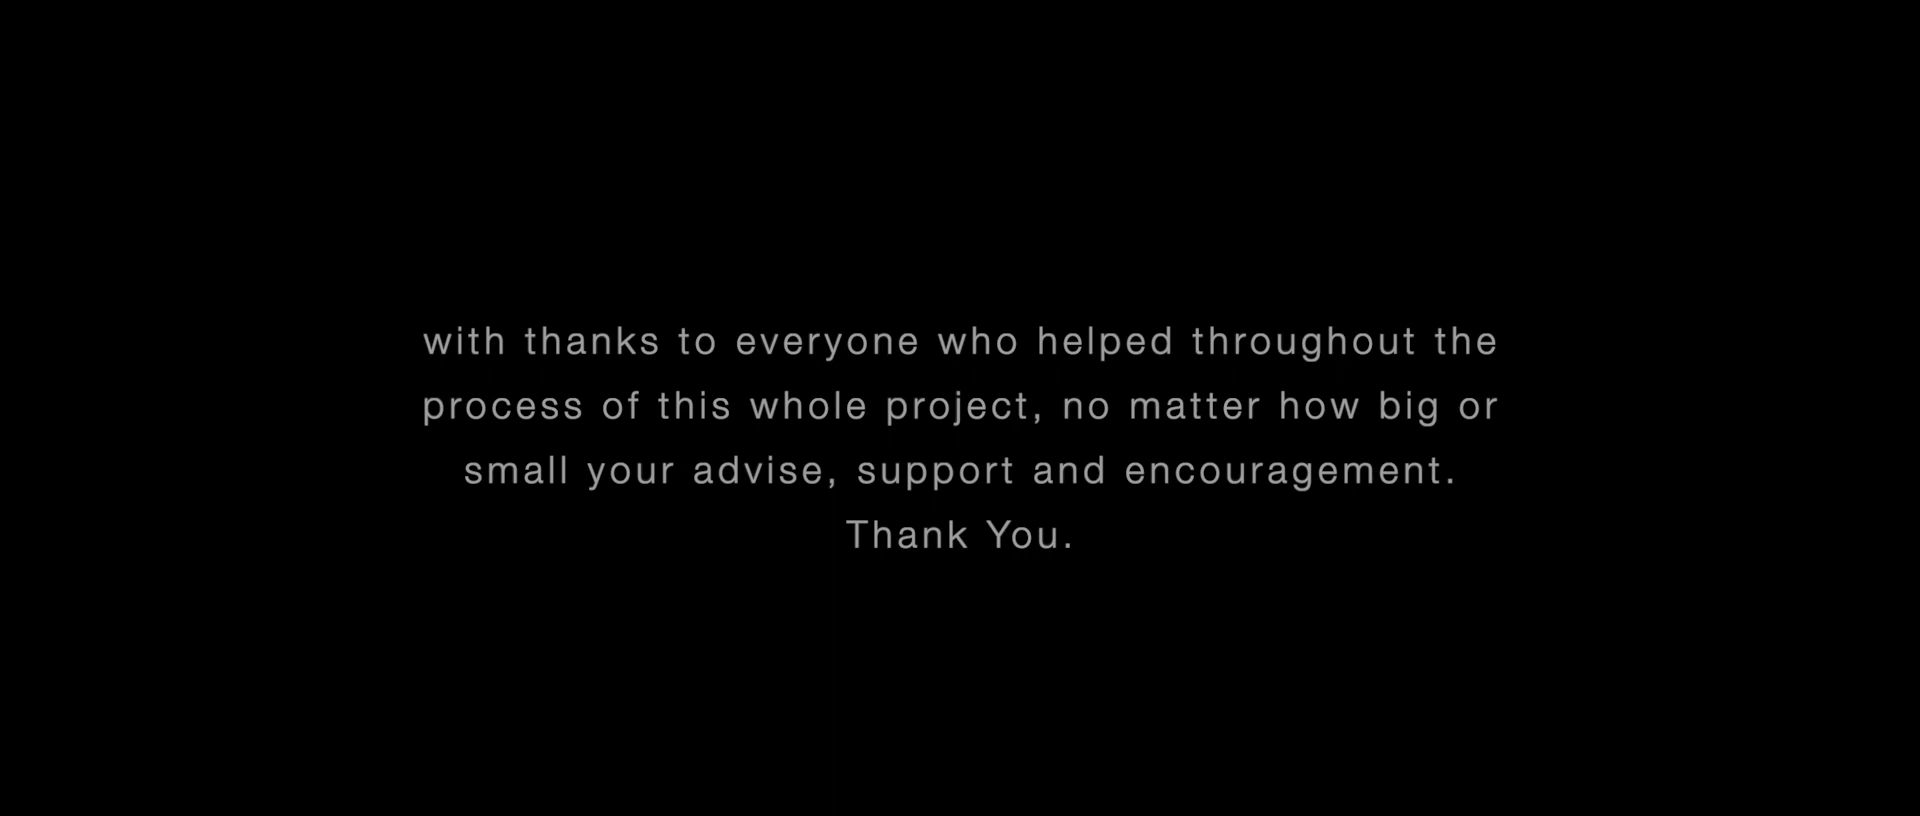 with thanks to everyone who helped throughout the
process of this whole project, no matter how big or
small your advise, support and encouragement.
Thank You.